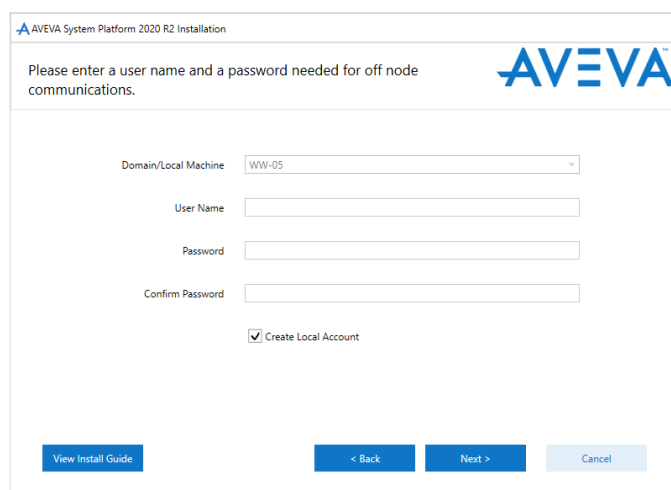 AVEVA System Platform 2020 R2 Installation
Please enter a user name and a password needed for off node
communications.
AVEVA™
Domain/Local Machine WW-05
User Name
Password
Confirm Password
Create Local Account
View Install Guide < Back Next > Cancel